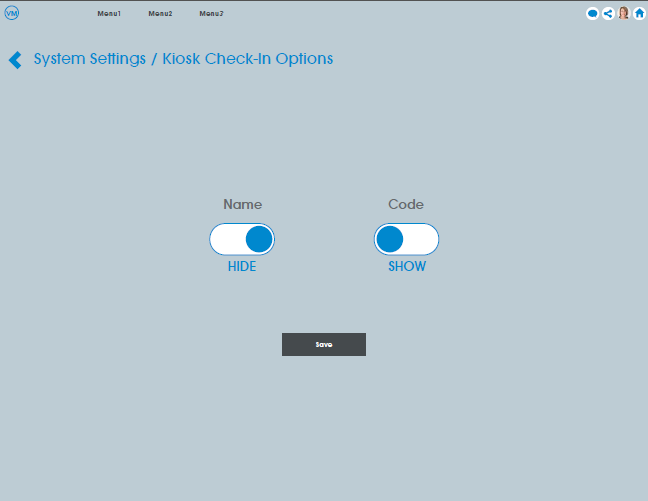 VM
Menu1 Menu2 Menu3
System Settings / Kiosk Check-In Options
Name Code
HIDE SHOW
Save